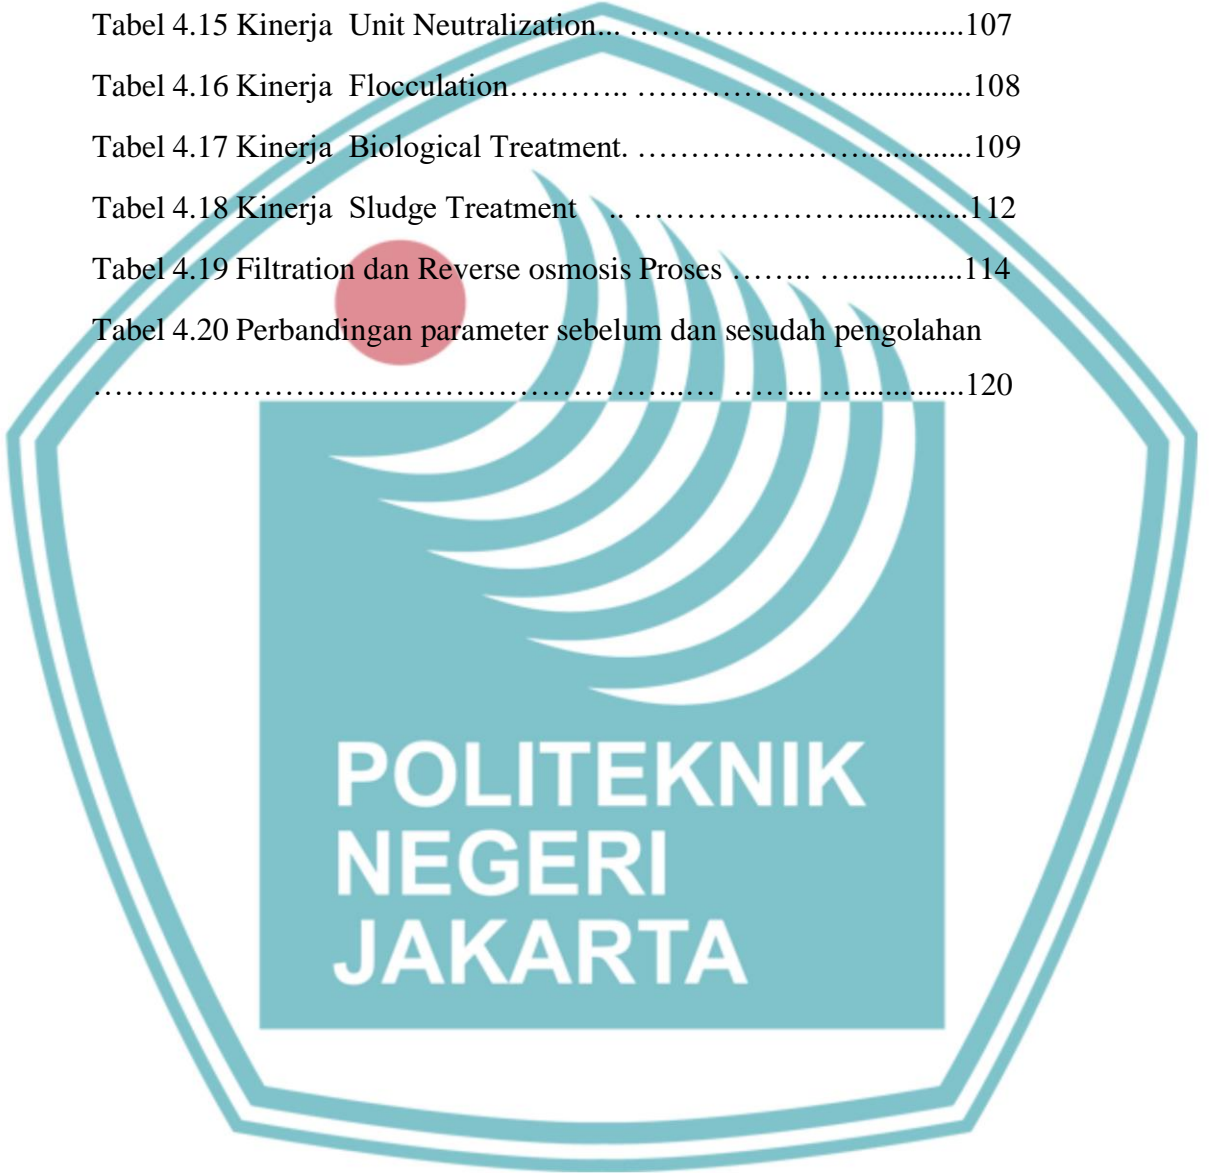 Tabel 4.15 Kinerja  Unit Neutralization... …………………..............107
Tabel 4.16 Kinerja  Flocculation….…….. …………………..............108
Tabel 4.17 Kinerja  Biological Treatment. …………………..............109
Tabel 4.18 Kinerja  Sludge Treatment    .. …………………..............112
Tabel 4.19 Filtration dan Reverse osmosis Proses …….. …..............114
Tabel 4.20 Perbandingan parameter sebelum dan sesudah pengolahan
…………………………………………………..… …….. …..............120
POLITEKNIK
NEGERI
JAKARTA